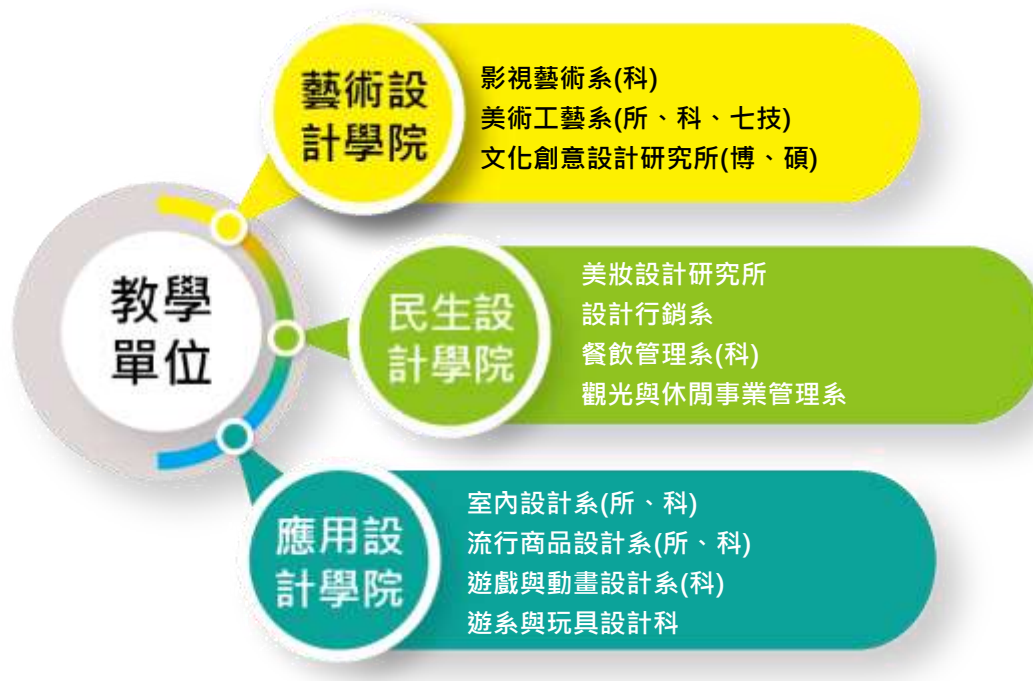 教學
單位
藝術設
計學院
影視藝術系(科)
美術工藝系(所、科、七技)
文化創意設計研究所(博、碩)
民生設
計學院
美妝設計研究所
設計行銷系
餐飲管理系(科)
觀光與休閒事業管理系
應用設
計學院
室內設計系(所、科)
流行商品設計系(所、科)
遊戲與動畫設計系(科)
遊系與玩具設計科